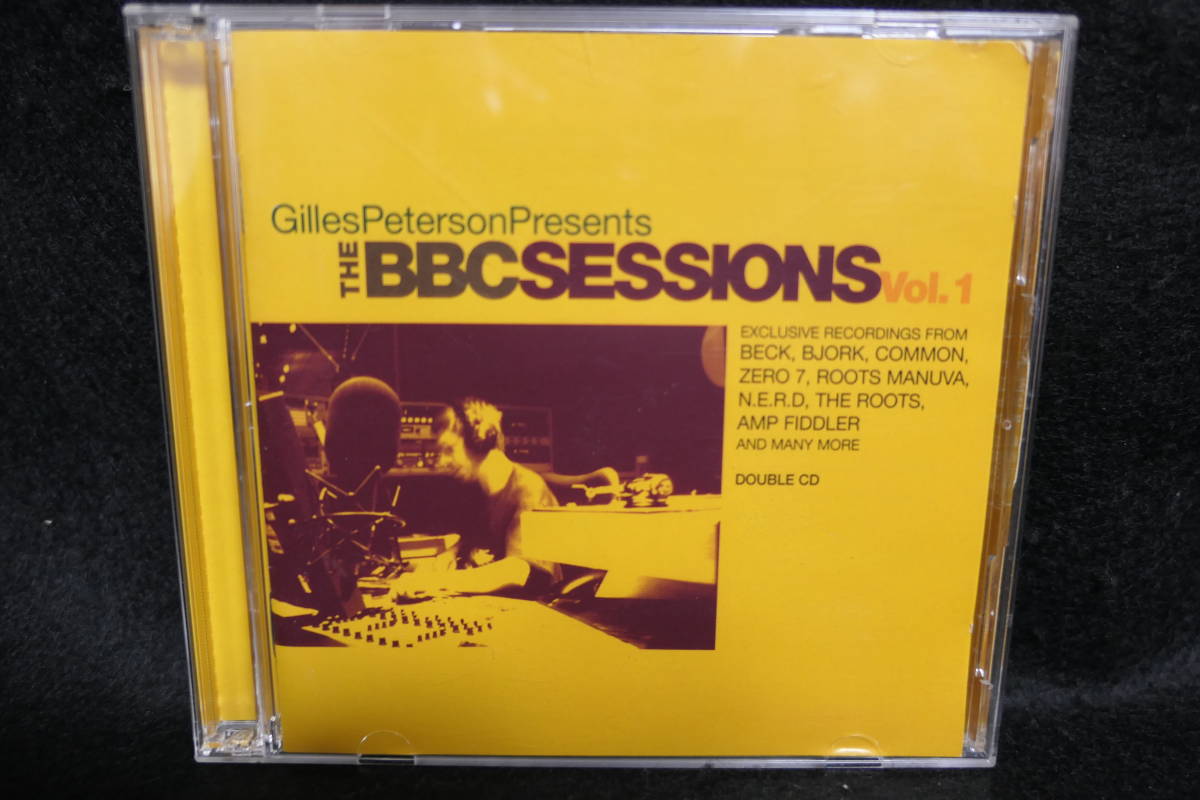 GillesPetersonPresents
THE BBCSESSIONS Vol. 1
EXCLUSIVE RECORDINGS FROM
BECK, BJORK, COMMON,
ZERO 7, ROOTS MANUVA,
N.E.R.D, THE ROOTS,
AMP FIDDLER
AND MANY MORE
DOUBLE CD